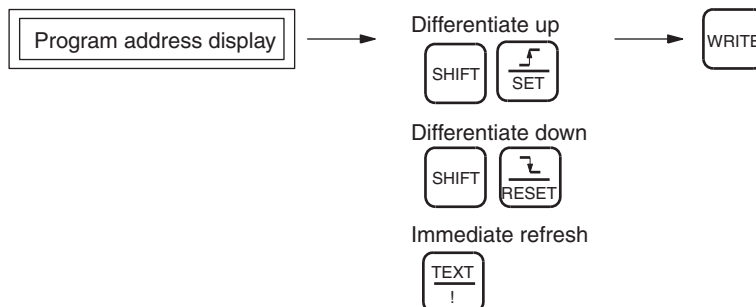 Program address display
Differentiate up
SHIFT
SET
WRITE
Differentiate down
SHIFT
RESET
Immediate refresh
TEXT
!